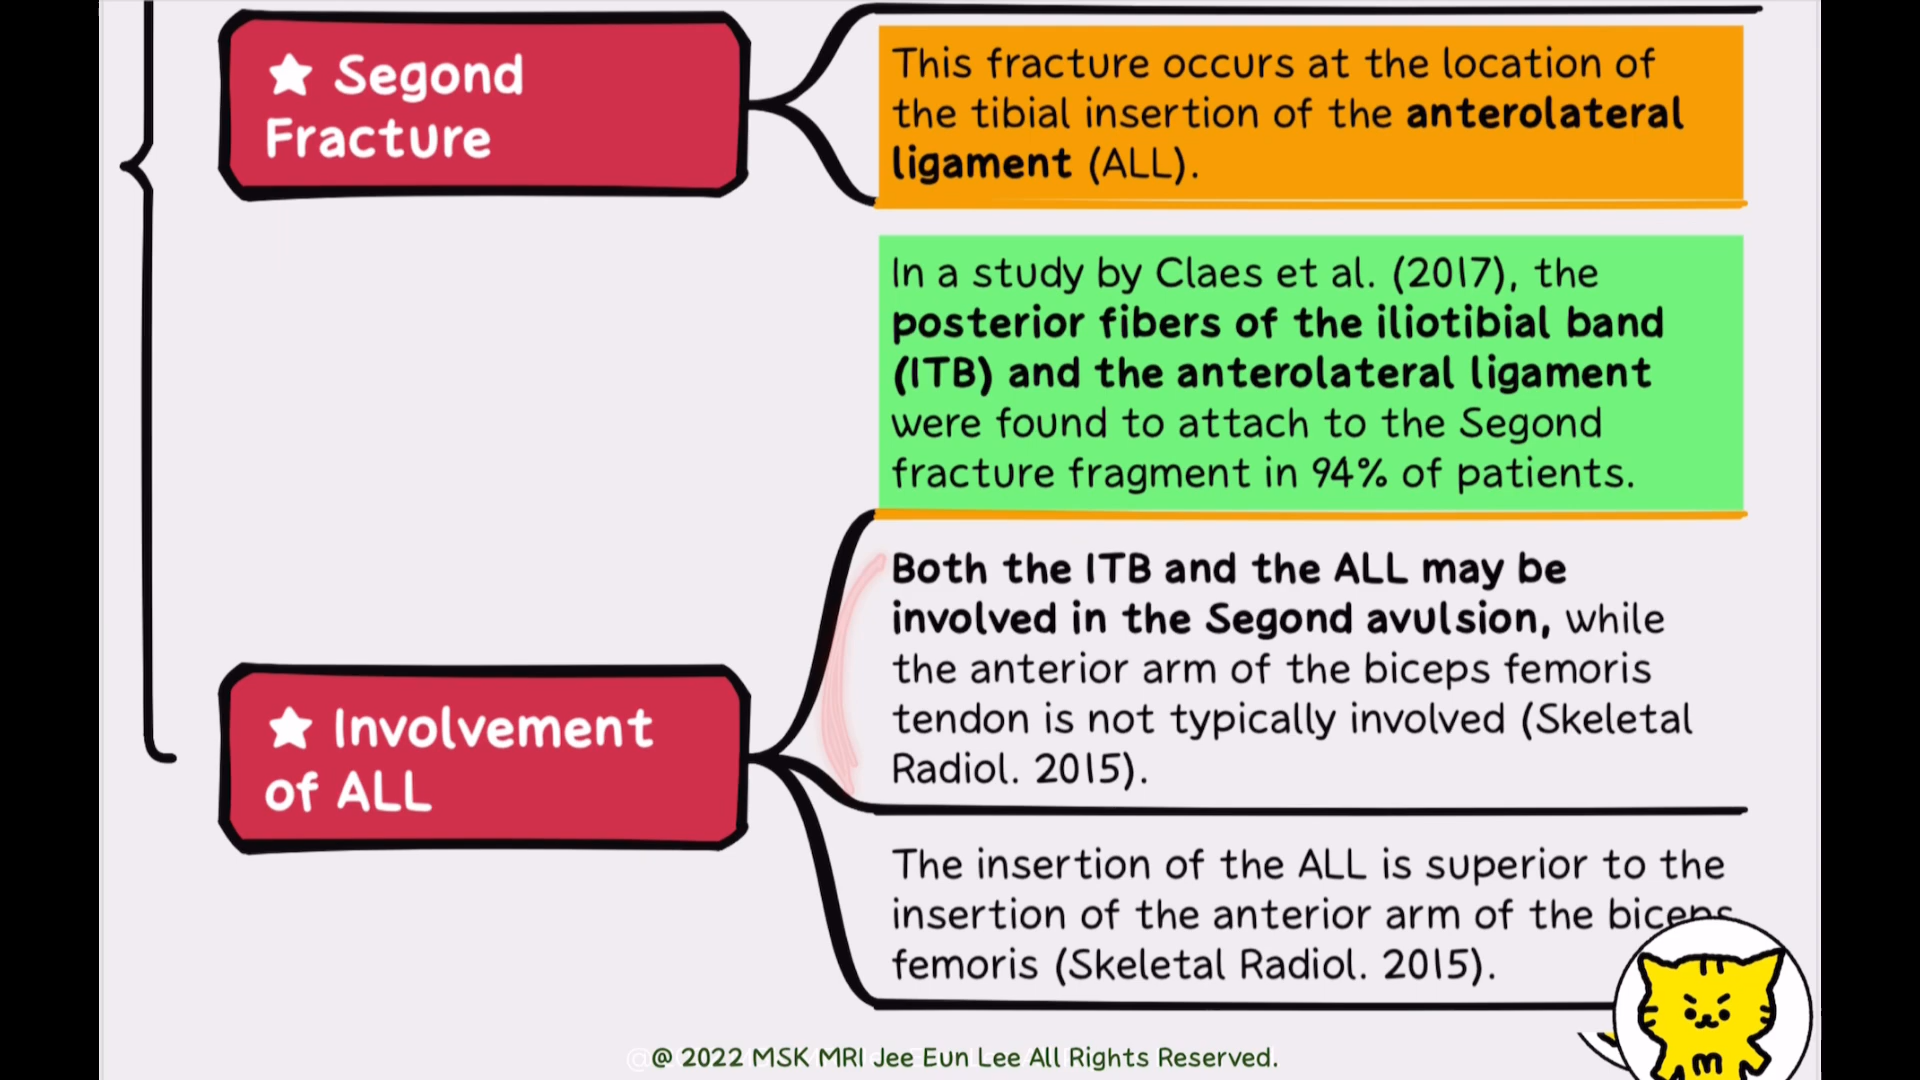 ★ Segond
Fracture
This fracture occurs at the location of
the tibial insertion of the anterolateral
ligament (ALL).
In a study by Claes et al. (2017), the
posterior fibers of the iliotibial band
(ITB) and the anterolateral ligament
were found to attach to the Segond
fracture fragment in 94% of patients.
Both the ITB and the ALL may be
involved in the Segond avulsion, while
the anterior arm of the biceps femoris
tendon is not typically involved (Skeletal
Radiol. 2015).
★ Involvement
of ALL
The insertion of the ALL is superior to the
insertion of the anterior arm of the biceps
femoris (Skeletal Radiol. 2015).
m
@ 2022 MSK MRI Jee Eun Lee All Rights Reserved.